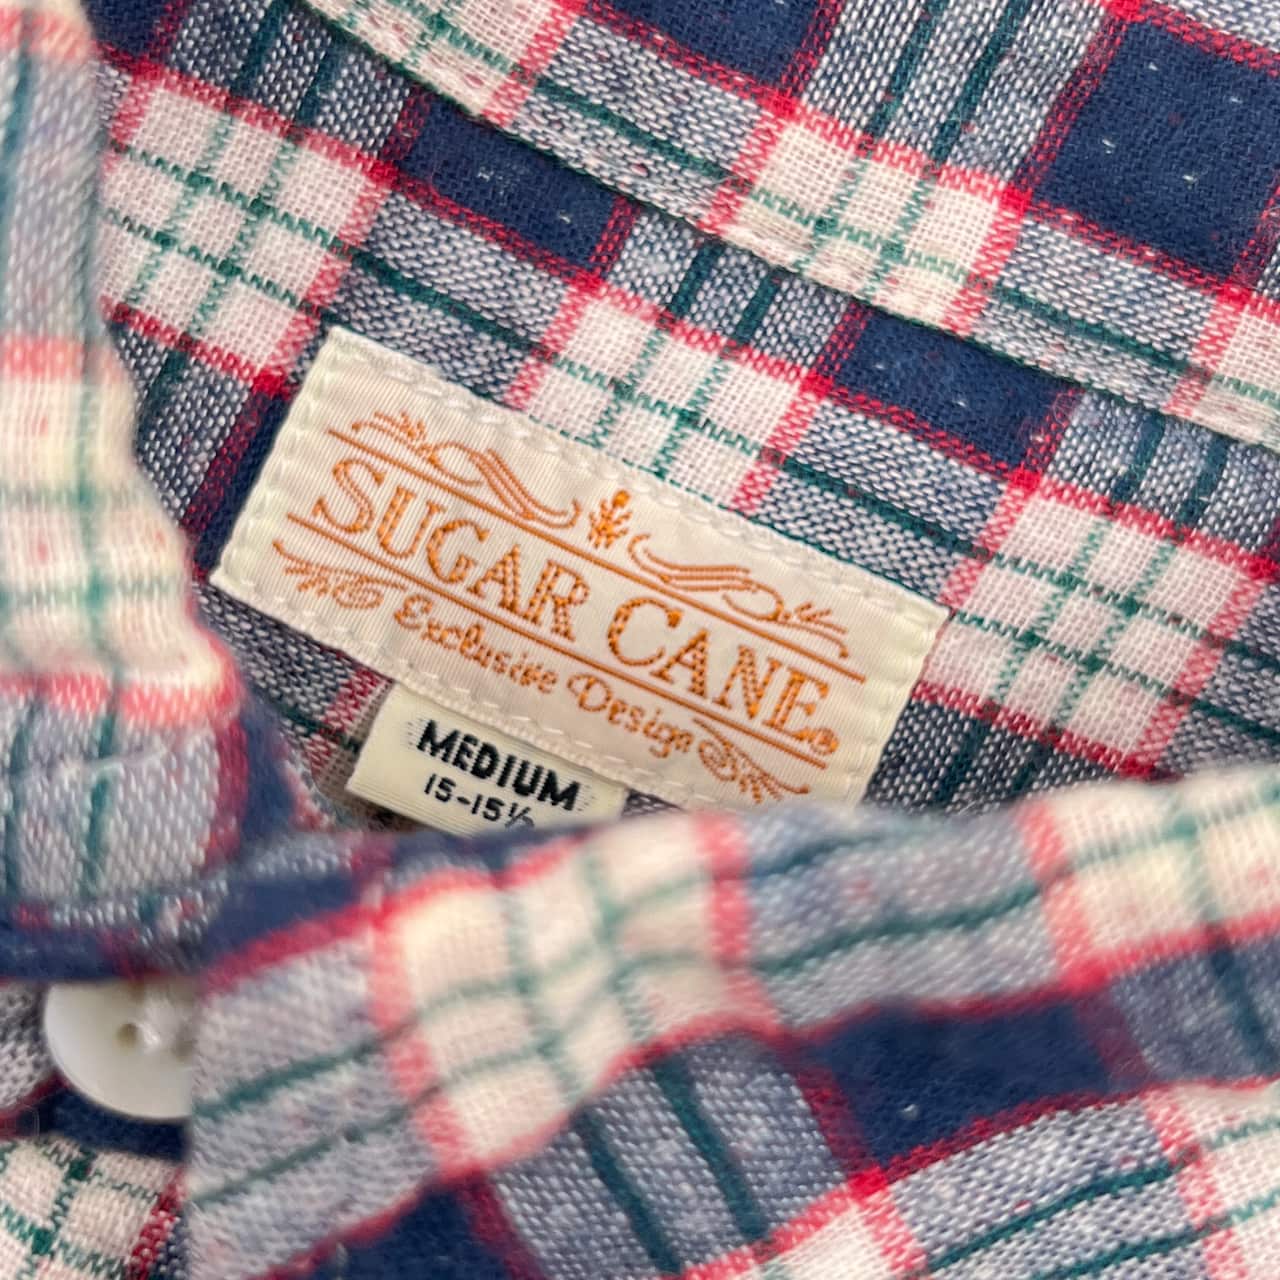 SUGAR CANE®
Exclusive Design
MEDIUM
15-15½